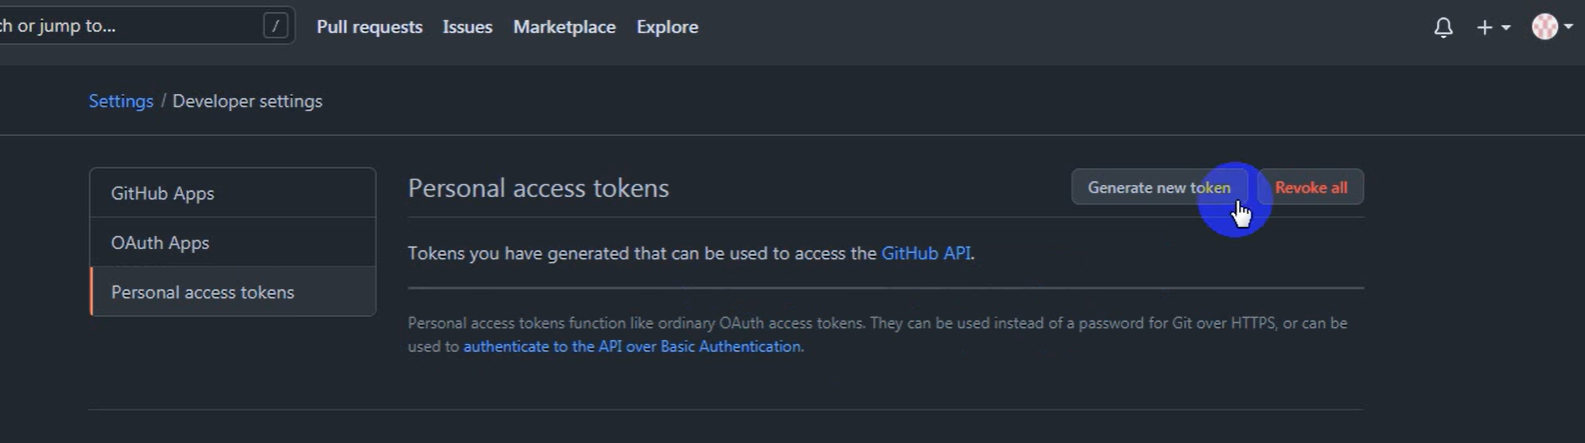 or jump to... / Pull requests Issues Marketplace Explore
Settings / Developer settings
GitHub Apps
OAuth Apps
Personal access tokens
Personal access tokens
Generate new token Revoke all
Tokens you have generated that can be used to access the GitHub API.
Personal access tokens function like ordinary OAuth access tokens. They can be used instead of a password for Git over HTTPS, or can be
used to authenticate to the API over Basic Authentication.